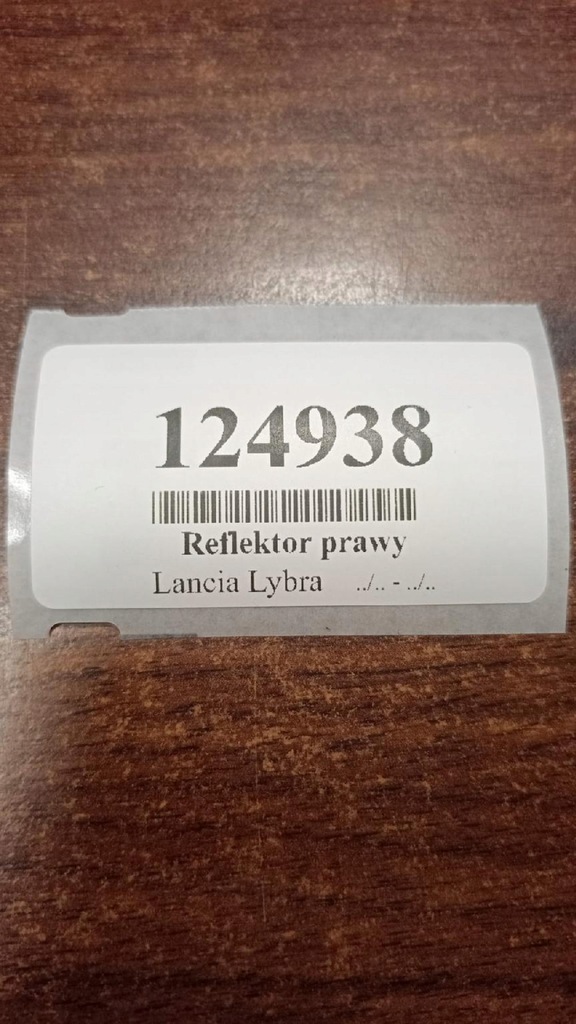 124938
Reflektor prawy
Lancia Lybra ../.. - ../..